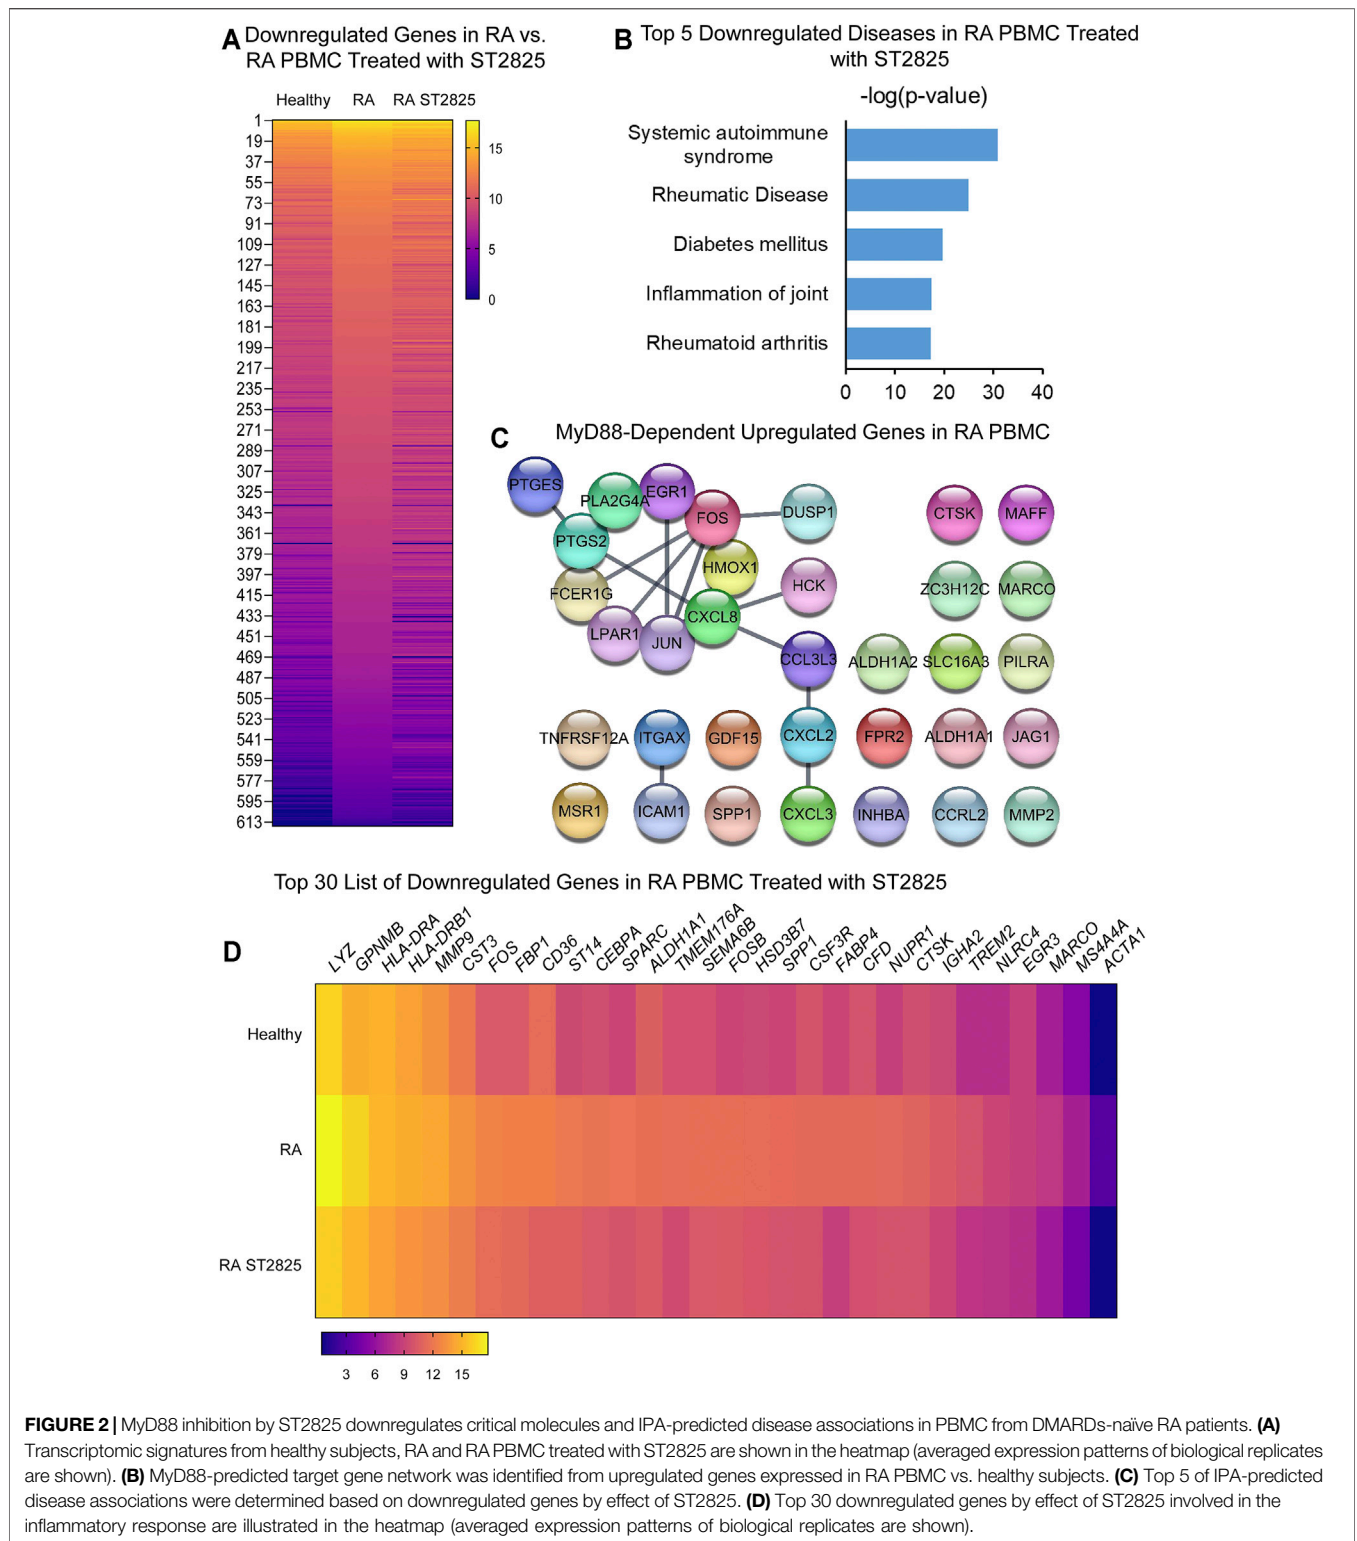 A Downregulated Genes in RA vs.
RA PBMC Treated with ST2825
Healthy RA RA ST2825
1
19
37
55
73
91
109
127
145
163
181
199
217
235
253
271
289
307
325
343
361
379
397
415
433
451
469
487
505
523
541
559
577
595
613
15
10
5
0
B Top 5 Downregulated Diseases in RA PBMC Treated
with ST2825
-log(p-value)
Systemic autoimmune
syndrome
Rheumatic Disease
Diabetes mellitus
Inflammation of joint
Rheumatoid arthritis
0 10 20 30 40
C MyD88-Dependent Upregulated Genes in RA PBMC
PTGES
PLA2G4A
EGR1
FOS
DUSP1
CTSK
MAFF
PTGS2
HMOX1
FCER1G
HCK
ZC3H12C
MARCO
CXCL8
LPAR1
JUN
CCL3L3
ALDH1A2
SLC16A3
PILRA
TNFRSF12A
ITGAX
GDF15
CXCL2
FPR2
ALDH1A1
JAG1
MSR1
ICAM1
SPP1
CXCL3
INHBA
CCRL2
MMP2
Top 30 List of Downregulated Genes in RA PBMC Treated with ST2825
D
LYZ
GPNMB
HLA-DRA
HLA-DRB1
MMP9
CST3
FOS
FBP1
CD36
ST14
CEBPA
SPARC
ALDH1A1
TMEM176A
SEMA6B
FOSB
HSD3B7
SPP1
CSF3R
FABP4
CFD
NUPR1
CTSK
IGHA2
TREM2
NLRC4
EGR3
MARCO
MS4A4A
ACTA1
Healthy
RA
RA ST2825
3 6 9 12 15
FIGURE 2 | MyD88 inhibition by ST2825 downregulates critical molecules and IPA-predicted disease associations in PBMC from DMARDs-naïve RA patients. (A)
Transcriptomic signatures from healthy subjects, RA and RA PBMC treated with ST2825 are shown in the heatmap (averaged expression patterns of biological replicates
are shown). (B) MyD88-predicted target gene network was identified from upregulated genes expressed in RA PBMC vs. healthy subjects. (C) Top 5 of IPA-predicted
disease associations were determined based on downregulated genes by effect of ST2825. (D) Top 30 downregulated genes by effect of ST2825 involved in the
inflammatory response are illustrated in the heatmap (averaged expression patterns of biological replicates are shown).